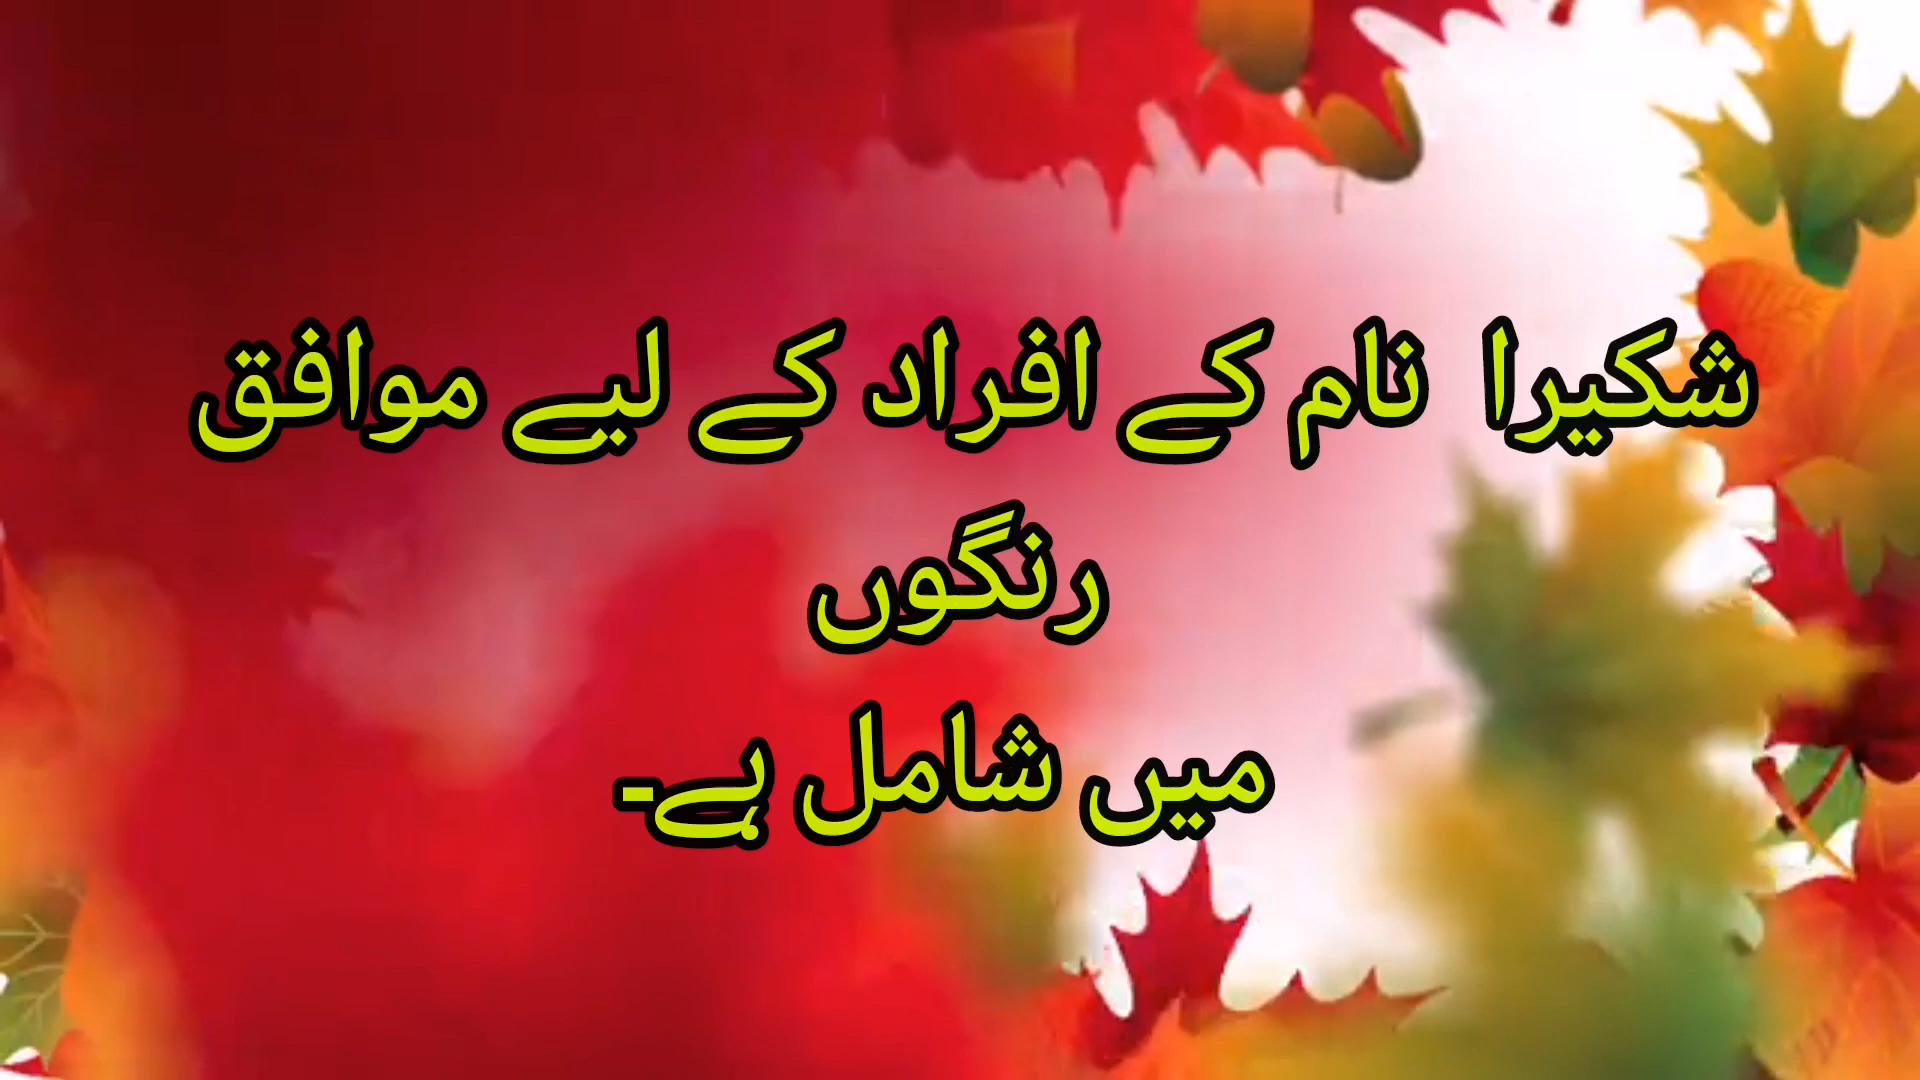 شکیرا نام کے افراد کے لیے موافق
رنگوں
میں شامل ہے۔